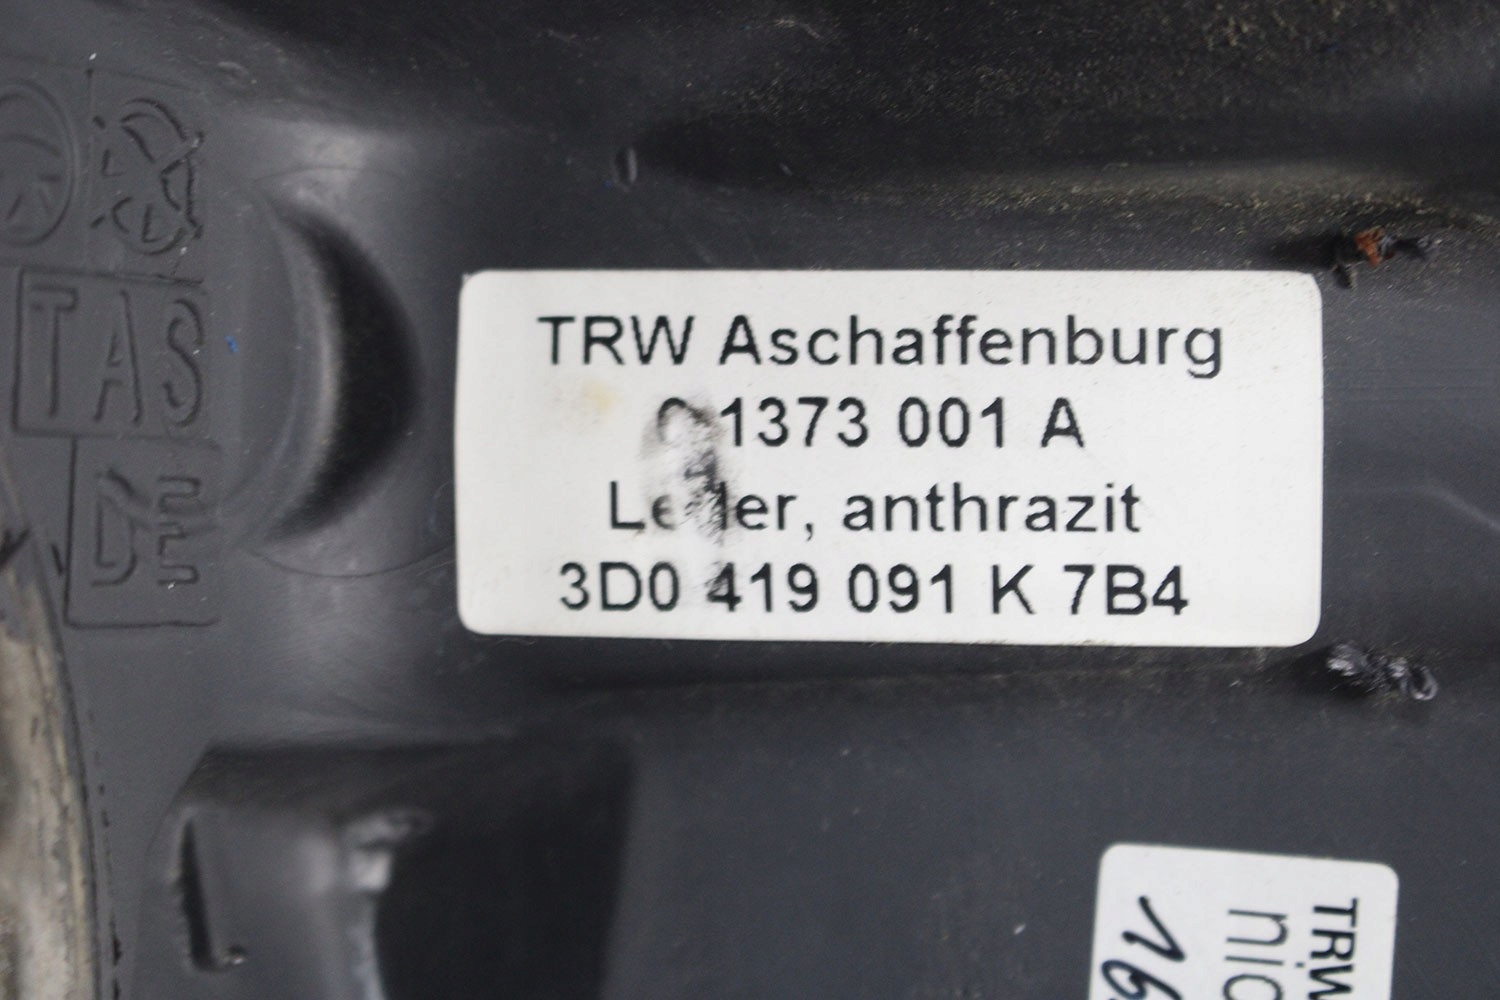 TRW Aschaffenburg
1373 001 A
anthrazit
3D0 419 091 K 7B4
TAS
DE
TRW